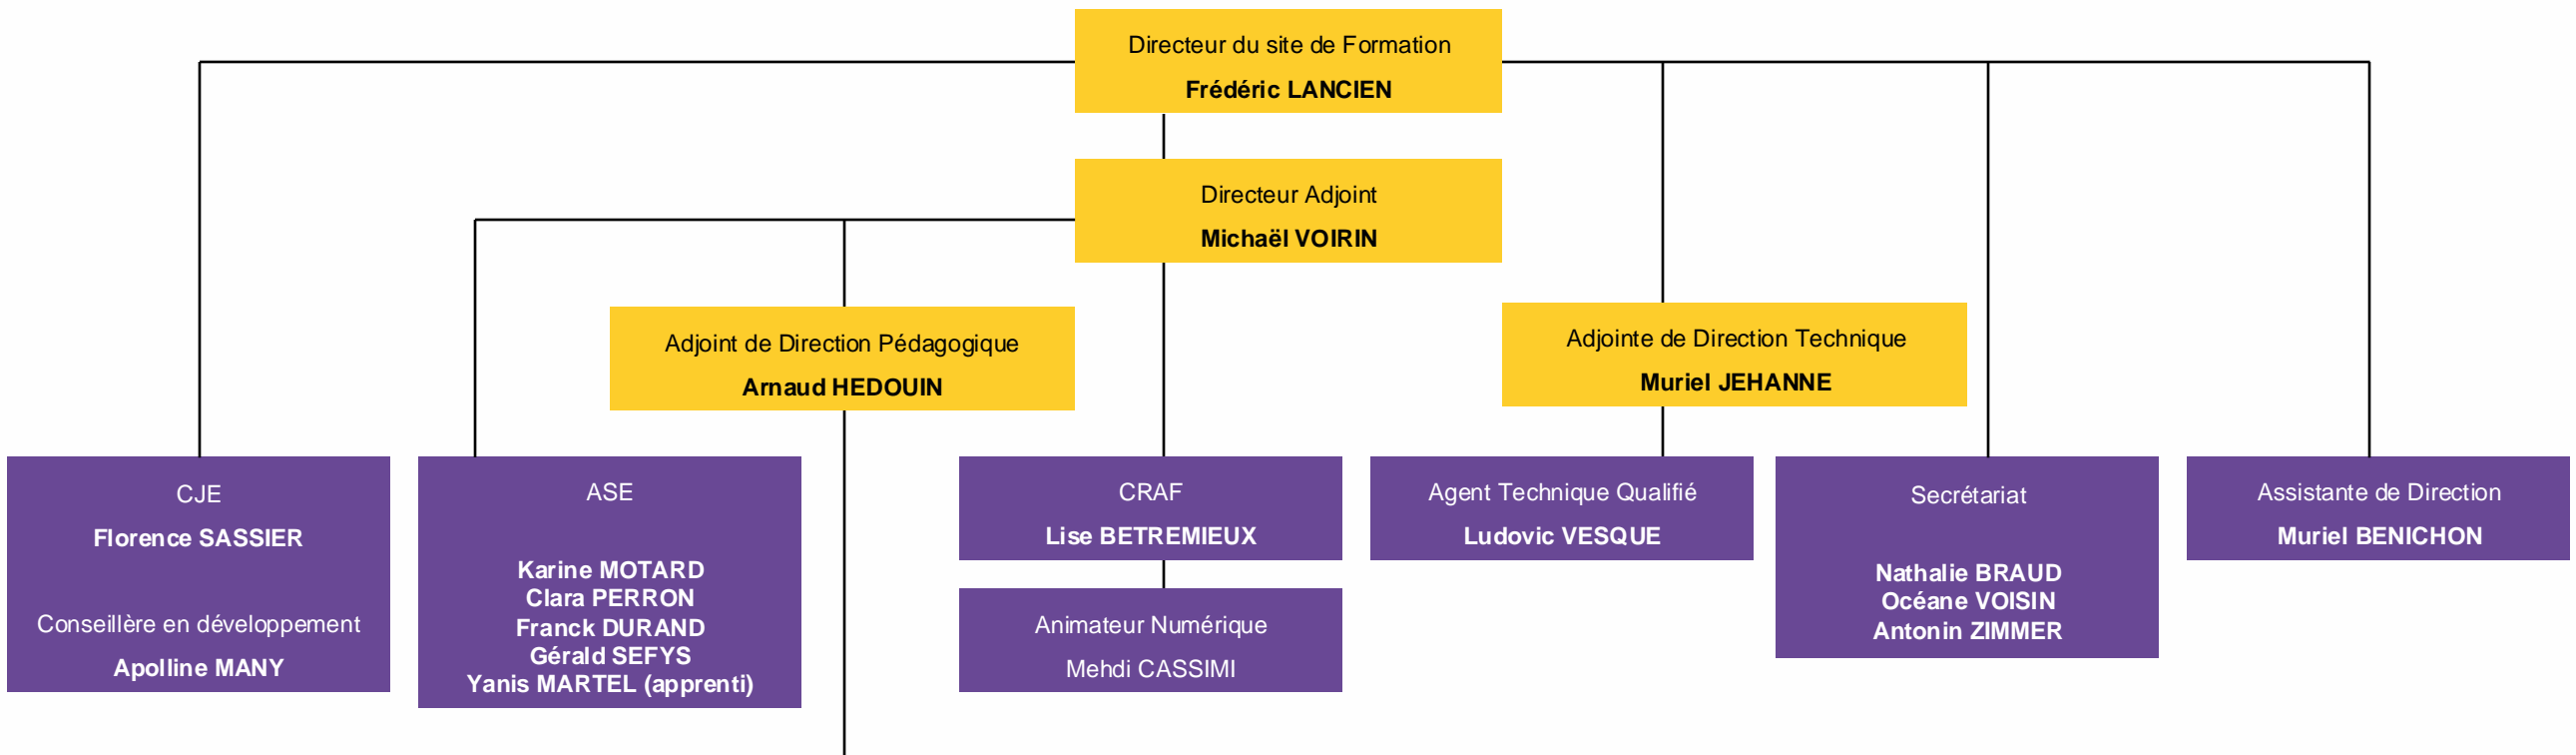 Directeur du site de Formation
Frédéric LANCIEN
Directeur Adjoint
Michaël VOIRIN
Adjoint de Direction Pédagogique
Arnaud HEDOUIN
Adjointe de Direction Technique
Muriel JEHANNE
CJE
Florence SASSIER
Conseillère en développement
Apolline MANY
ASE
Karine MOTARD
Clara PERRON
Franck DURAND
Gérald SEFYS
Yanis MARTEL (apprenti)
CRAF
Lise BETREMIEUX
Animateur Numérique
Mehdi CASSIMI
Agent Technique Qualifié
Ludovic VESQUE
Secrétariat
Nathalie BRAUD
Océane VOISIN
Antonin ZIMMER
Assistante de Direction
Muriel BENICHON